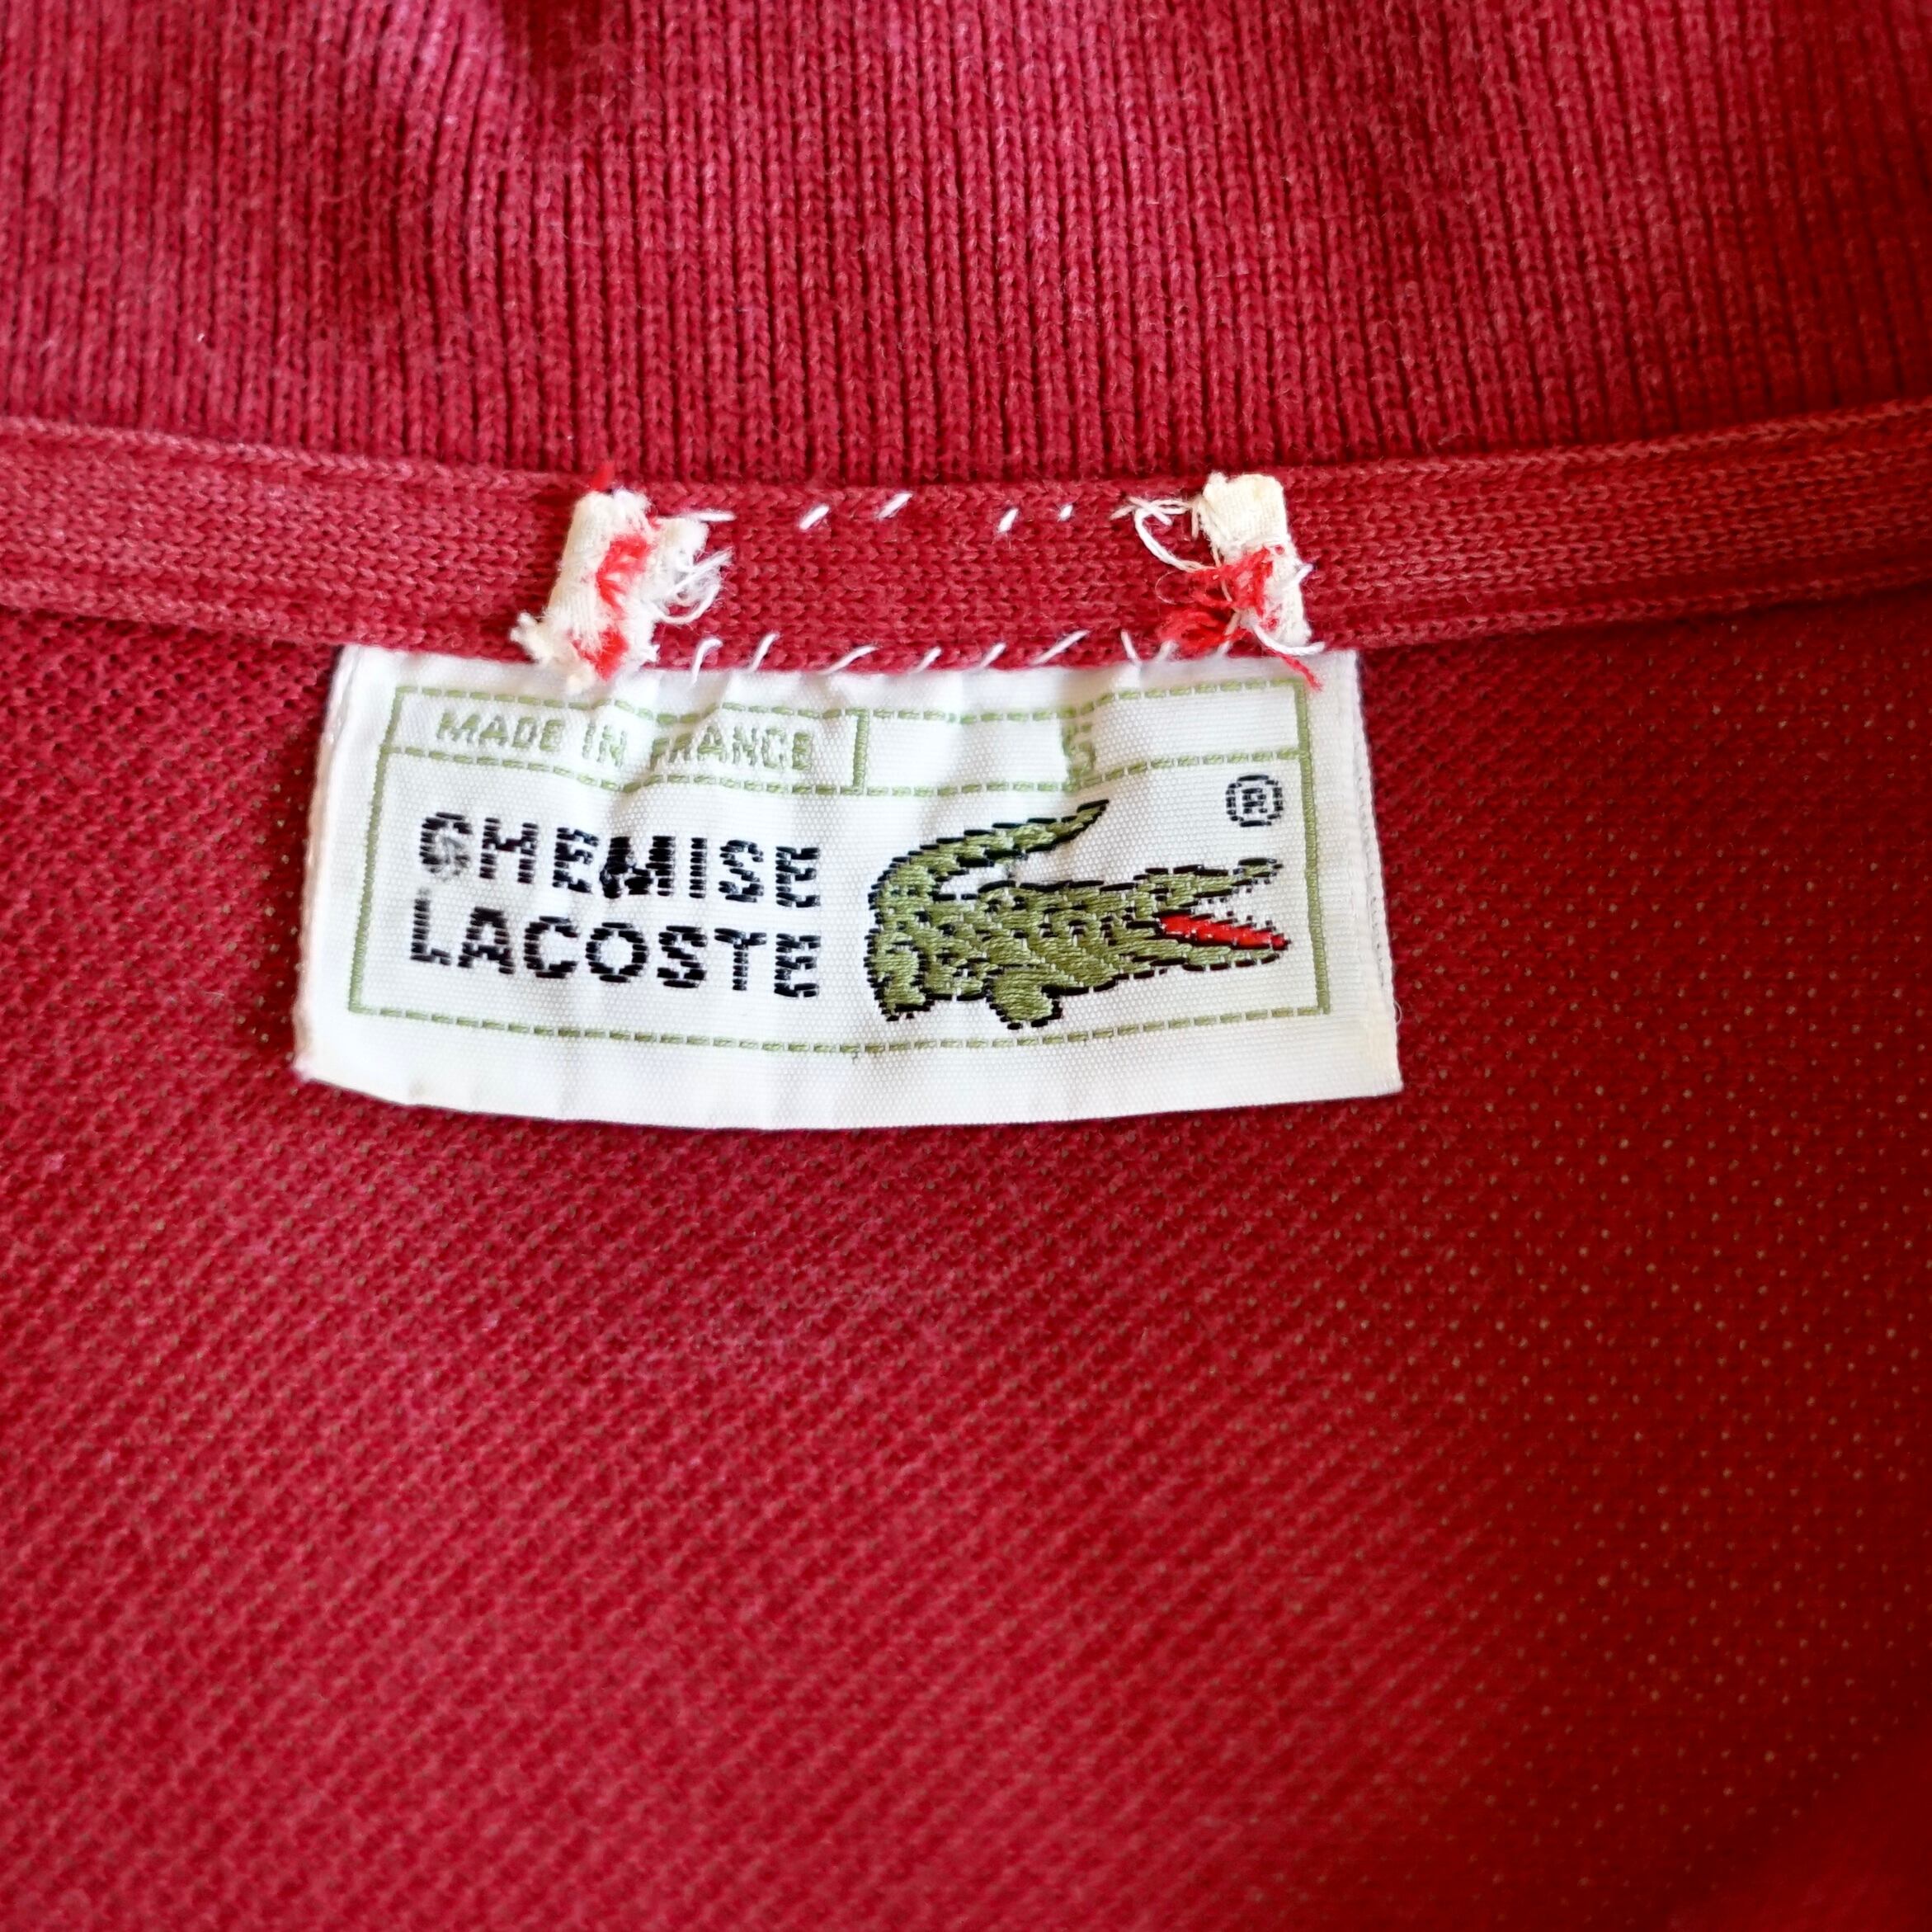 MADE IN FRANCE 5
CHEMISE
LACOSTE
®